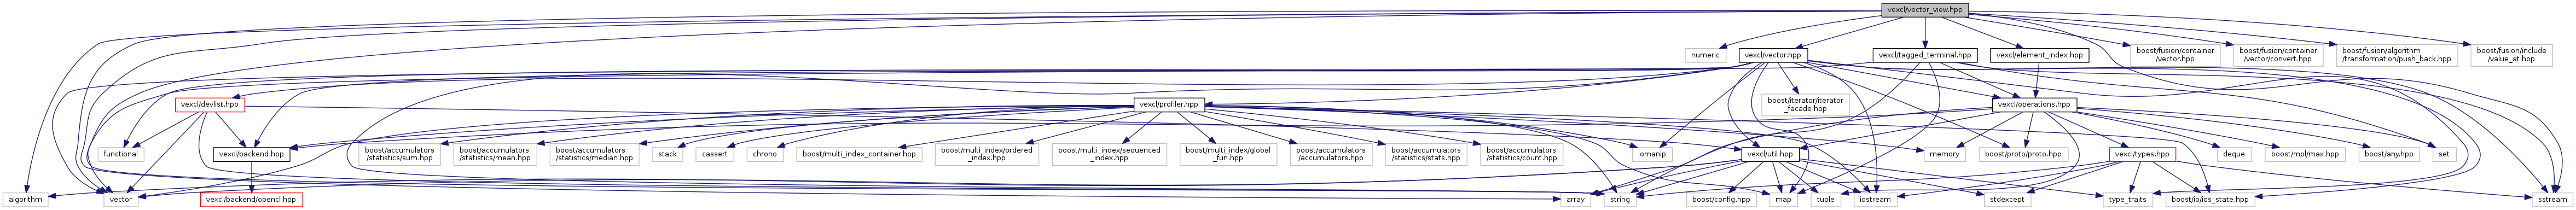 vexcl/vector_view.hpp
numeric
vexcl/vector.hpp
vexcl/tagged_terminal.hpp
vexcl/element_index.hpp
boost/fusion/container
/vector.hpp
boost/fusion/container
/vector/convert.hpp
boost/fusion/algorithm
/transformation/push_back.hpp
boost/fusion/include
/value_at.hpp
vexcl/devlist.hpp
vexcl/profiler.hpp
boost/iterator/iterator
_facade.hpp
vexcl/operations.hpp
functional
vexcl/backend.hpp
boost/accumulators
/statistics/sum.hpp
boost/accumulators
/statistics/mean.hpp
boost/accumulators
/statistics/median.hpp
stack
cassert
chrono
boost/multi_index_container.hpp
boost/multi_index/ordered
_index.hpp
boost/multi_index/sequenced
_index.hpp
boost/multi_index/global
_fun.hpp
boost/accumulators
/accumulators.hpp
boost/accumulators
/statistics/stats.hpp
boost/accumulators
/statistics/count.hpp
iomanip
vexcl/util.hpp
memory
boost/proto/proto.hpp
vexcl/types.hpp
deque
boost/mpl/max.hpp
boost/any.hpp
set
algorithm
vector
vexcl/backend/opencl.hpp
array
string
boost/config.hpp
map
tuple
iostream
stdexcept
type_traits
boost/io/ios_state.hpp
sstream